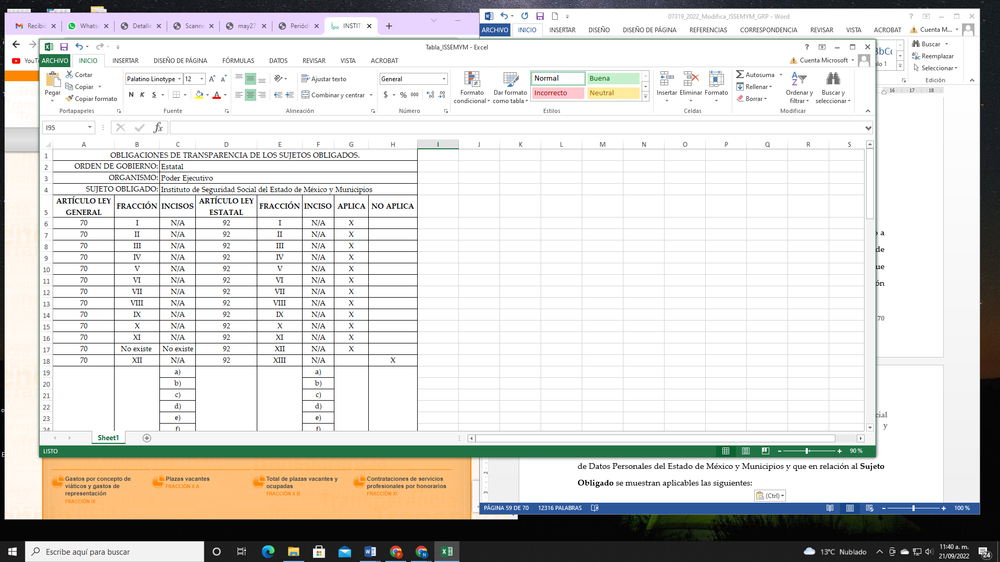 Recibic
Whats
Detalle
Scanne
may27
Periódi
INSTIT
YouTu
07319_2022_Modifica_ISSEMYM_GRP - Word
ARCHIVO INICIO INSERTAR DISEÑO DISEÑO DE PÁGINA REFERENCIAS CORRESPONDENCIA REVISAR VISTA ACROBAT Cuenta M...
Buscar
Reemplazar
Seleccionar
Edición
16 17 18
Tabla_ISSEMYM - Excel
ARCHIVO INICIO INSERTAR DISEÑO DE PÁGINA FÓRMULAS DATOS REVISAR VISTA ACROBAT Cuenta Microsoft
Pegar
Cortar
Copiar
Copiar formato
Portapapeles
Palatino Linotype 12
N K S
Fuente
Ajustar texto
Combinar y centrar
Alineación
General
$ % 000
Número
Formato condicional
Dar formato como tabla
Normal Buena
Incorrecto Neutral
Estilos
Insertar Eliminar Formato
Celdas
Autosuma
Rellenar
Borrar
Ordenar y filtrar
Buscar y seleccionar
Modificar
I95
fx
A B C D E F G H I J K L M N O P Q R S
1 OBLIGACIONES DE TRANSPARENCIA DE LOS SUJETOS OBLIGADOS.
2 ORDEN DE GOBIERNO: Estatal
3 ORGANISMO: Poder Ejecutivo
4 SUJETO OBLIGADO: Instituto de Seguridad Social del Estado de México y Municipios
5 ARTÍCULO LEY GENERAL FRACCIÓN INCISOS ARTÍCULO LEY ESTATAL FRACCIÓN INCISO APLICA NO APLICA
6 70 I N/A 92 I N/A X
7 70 II N/A 92 II N/A X
8 70 III N/A 92 III N/A X
9 70 IV N/A 92 IV N/A X
10 70 V N/A 92 V N/A X
11 70 VI N/A 92 VI N/A X
12 70 VII N/A 92 VII N/A X
13 70 VIII N/A 92 VIII N/A X
14 70 IX N/A 92 IX N/A X
15 70 X N/A 92 X N/A X
16 70 XI N/A 92 XI N/A X
17 70 No existe No existe 92 XII N/A X
18 70 XII N/A 92 XIII N/A X
19 a) a)
20 b) b)
21 c) c)
22 d) d)
23 e) e)
24 f) f)
Sheet1
LISTO
90 %
a
de
ue
ón
70
cial
y
de Datos Personales del Estado de México y Municipios y que en relación al Sujeto
Obligado se muestran aplicables las siguientes:
(Ctrl)
PÁGINA 59 DE 70 12316 PALABRAS
100 %
Gastos por concepto de
viáticos y gastos de
representación
FRACCIÓN IX
Plazas vacantes
FRACCIÓN X A
Total de plazas vacantes y
ocupadas
FRACCIÓN X B
Contrataciones de servicios
profesionales por honorarios
FRACCIÓN XI
Escribe aquí para buscar
13°C Nublado
11:40 a. m.
21/09/2022
24